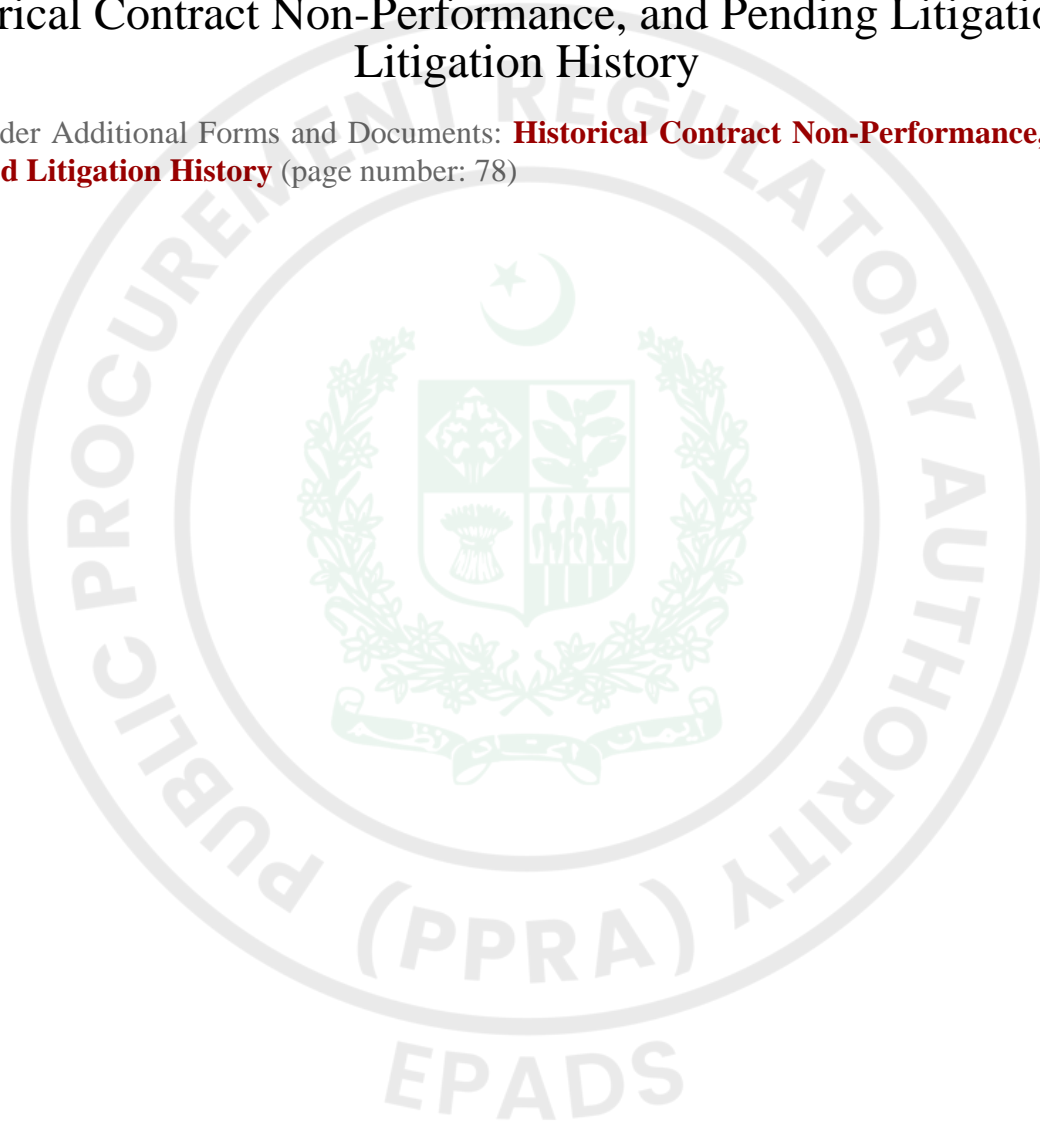 rical Contract Non-Performance, and Pending Litigatio
Litigation History
der Additional Forms and Documents: Historical Contract Non-Performance,
d Litigation History (page number: 78)
PUBLIC PROCUREMENT REGULATORY AUTHORITY
(PPRA)
EPADS